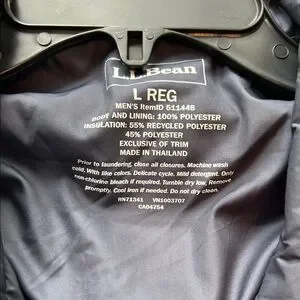 L.L.Bean
L REG
MEN'S ItemID 511448
BODY AND LINING: 100% POLYESTER
INSULATION: 55% RECYCLED POLYESTER
45% POLYESTER
EXCLUSIVE OF TRIM
MADE IN THAILAND
Prior to laundering, close all closures. Machine wash
cold. With like colors. Delicate cycle. Mild detergent. Only
non-chlorine bleach if required. Tumble dry low, Remove
promptly. Cool iron if needed. Do not dry clean.
RN71341 VN1003707
CA04754